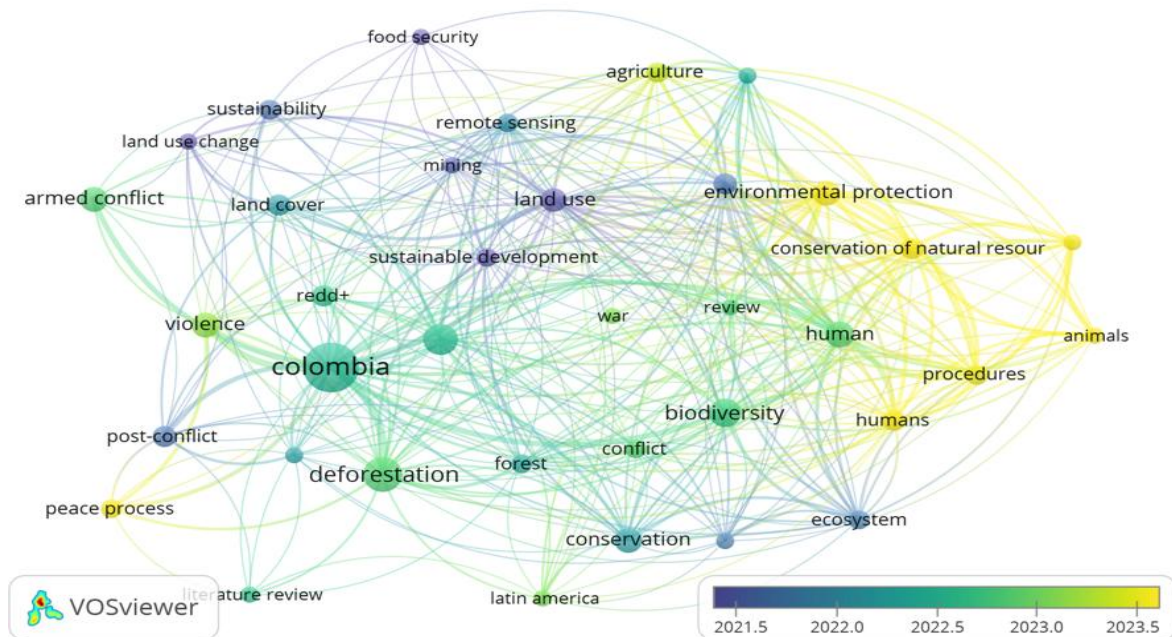 food security
agriculture
sustainability
remote sensing
land use change
mining
armed conflict
land cover
land use
environmental protection
conservation of natural resour
sustainable development
redd+
review
violence
war
human
animals
colombia
procedures
biodiversity
humans
post-conflict
conflict
deforestation
forest
peace process
ecosystem
conservation
literature review
latin america
VOSviewer
2021.5 2022.0 2022.5 2023.0 2023.5